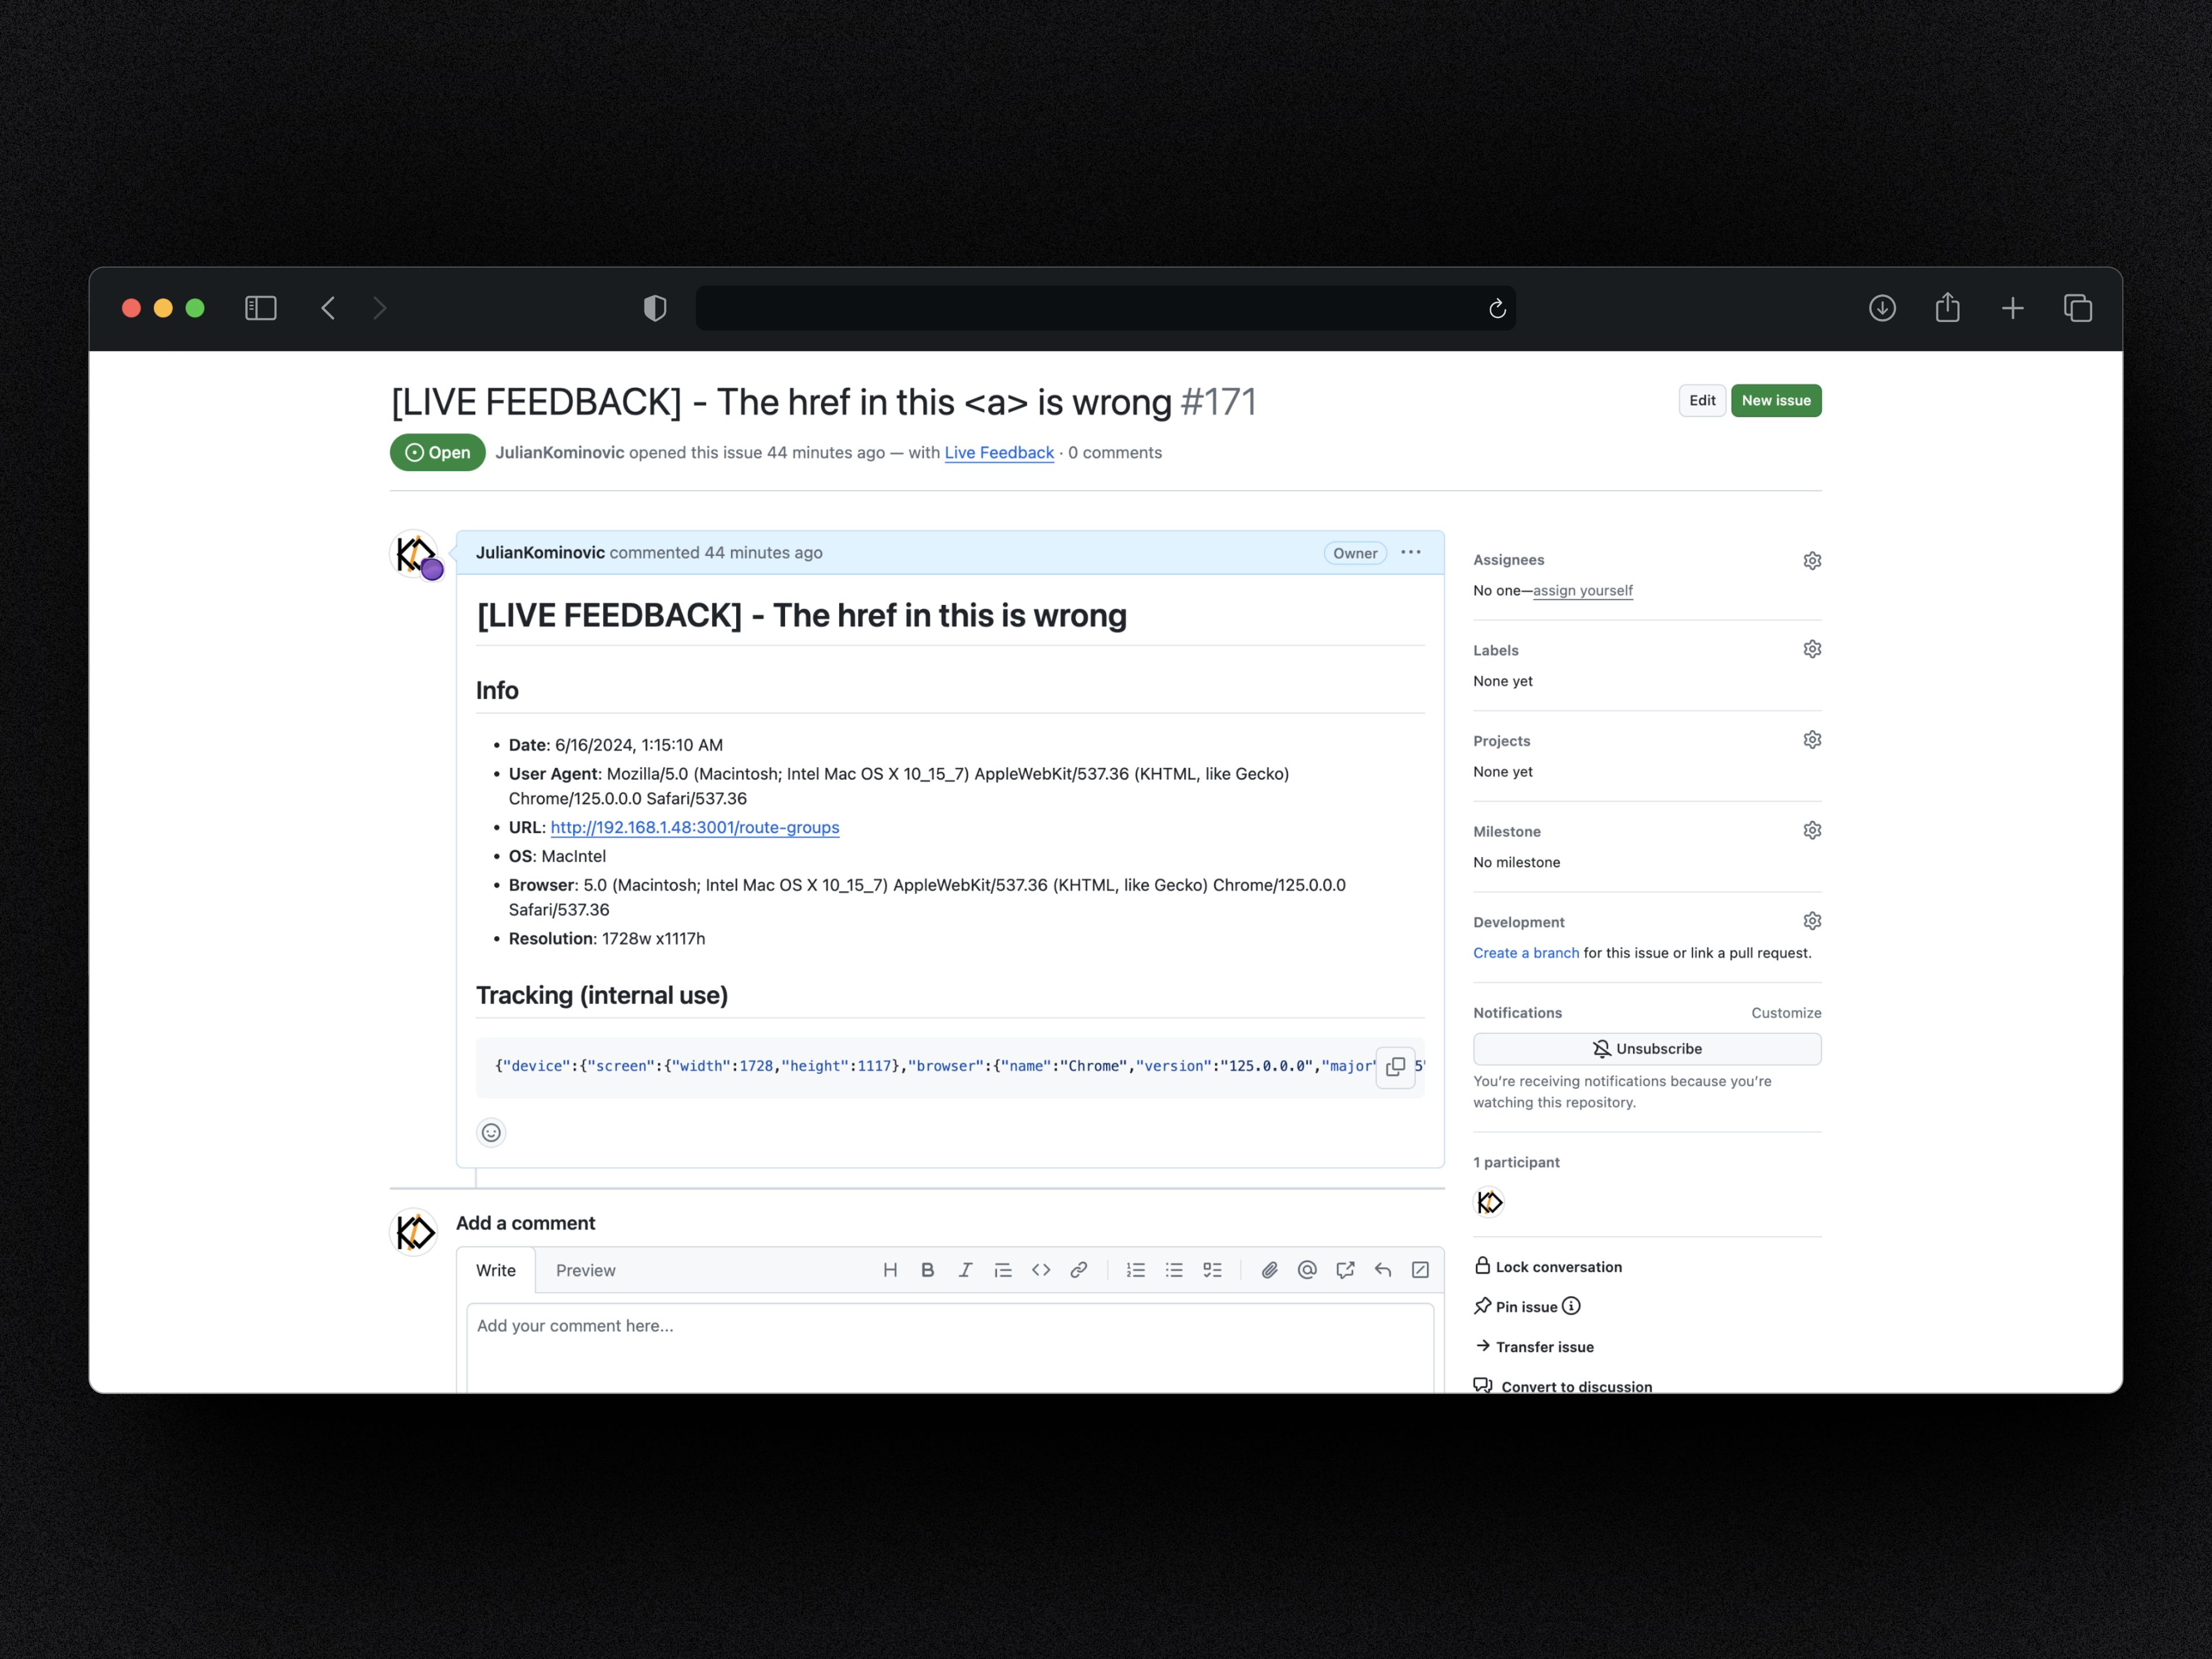 [LIVE FEEDBACK] - The href in this <a> is wrong #171
Edit
New issue
Open
JulianKominovic opened this issue 44 minutes ago — with Live Feedback · 0 comments
JulianKominovic commented 44 minutes ago
Owner
[LIVE FEEDBACK] - The href in this is wrong
Info
• Date: 6/16/2024, 1:15:10 AM
• User Agent: Mozilla/5.0 (Macintosh; Intel Mac OS X 10_15_7) AppleWebKit/537.36 (KHTML, like Gecko)
Chrome/125.0.0.0 Safari/537.36
• URL: http://192.168.1.48:3001/route-groups
• OS: MacIntel
• Browser: 5.0 (Macintosh; Intel Mac OS X 10_15_7) AppleWebKit/537.36 (KHTML, like Gecko) Chrome/125.0.0.0
Safari/537.36
• Resolution: 1728w x1117h
Tracking (internal use)
{"device":{"screen":{"width":1728,"height":1117},"browser":{"name":"Chrome","version":"125.0.0.0","major"
Add a comment
Write
Preview
Add your comment here...
Assignees
No one—assign yourself
Labels
None yet
Projects
None yet
Milestone
No milestone
Development
Create a branch for this issue or link a pull request.
Notifications
Customize
Unsubscribe
You're receiving notifications because you're
watching this repository.
1 participant
Lock conversation
Pin issue
Transfer issue
Convert to discussion